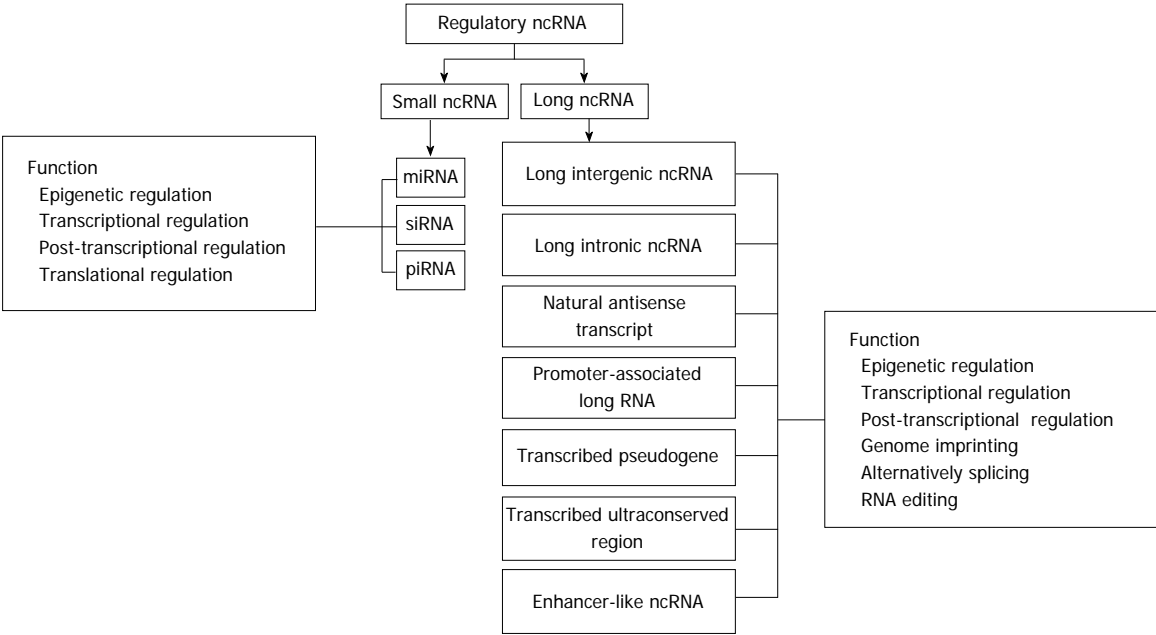 Regulatory ncRNA
Small ncRNA
Long ncRNA
Function
Epigenetic regulation
Transcriptional regulation
Post-transcriptional regulation
Translational regulation
miRNA
siRNA
piRNA
Long intergenic ncRNA
Long intronic ncRNA
Natural antisense
transcript
Promoter-associated
long RNA
Transcribed pseudogene
Transcribed ultraconserved
region
Enhancer-like ncRNA
Function
Epigenetic regulation
Transcriptional regulation
Post-transcriptional regulation
Genome imprinting
Alternatively splicing
RNA editing